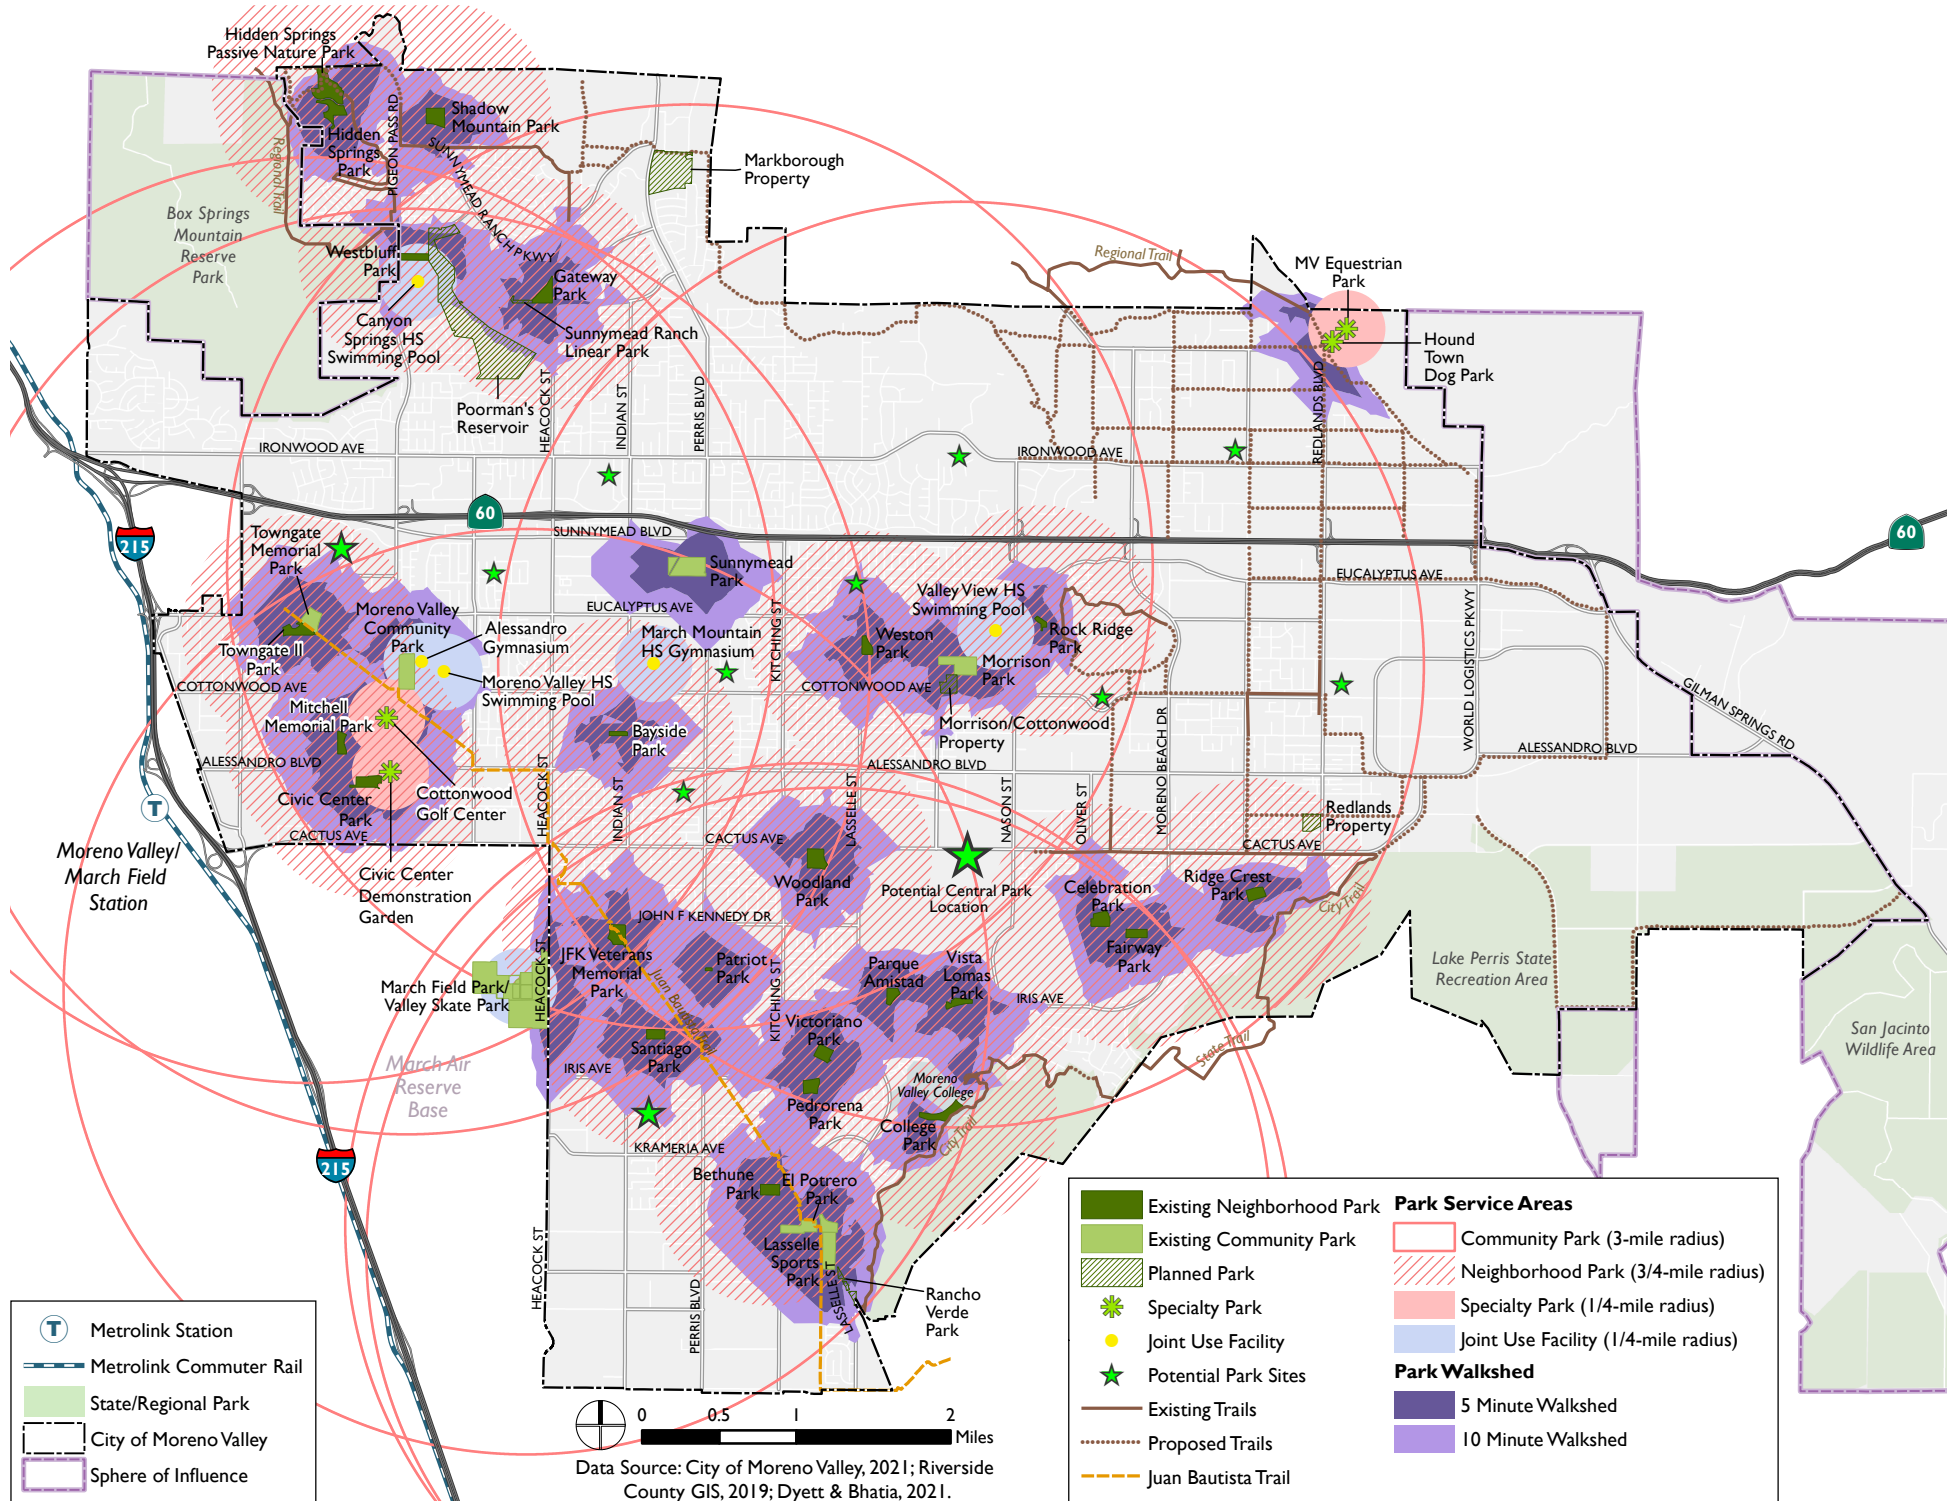 Hidden Springs
Passive Nature Park
Shadow
Mountain Park
Hidden
Springs
Park
PIGEON PASS RD
SUNNYMEAD RANCH PKWY
Regional Trail
Markborough
Property
Box Springs
Mountain
Reserve
Park
Westbluff
Park
Gateway
Park
Canyon
Springs HS
Swimming Pool
Sunnymead Ranch
Linear Park
Poorman's
Reservoir
HEACOCK ST
INDIAN ST
PERRIS BLVD
Regional Trail
MV Equestrian
Park
Hound
Town
Dog Park
REDLANDS BLVD
IRONWOOD AVE
IRONWOOD AVE
60
215
60
SUNNYMEAD BLVD
Towngate
Memorial
Park
Sunnymead
Park
EUCALYPTUS AVE
EUCALYPTUS AVE
Moreno Valley
Community
Park
Alessandro
Gymnasium
March Mountain
HS Gymnasium
KITCHING ST
Valley View HS
Swimming Pool
Weston
Park
Rock Ridge
Park
Morrison
Park
Towngate II
Park
Moreno Valley HS
Swimming Pool
COTTONWOOD AVE
COTTONWOOD AVE
Mitchell
Memorial Park
Bayside
Park
Morrison/Cottonwood
Property
WORLD LOGISTICS PKWY
GILMAN SPRINGS RD
ALESSANDRO BLVD
ALESSANDRO BLVD
ALESSANDRO BLVD
Civic Center
Park
Cottonwood
Golf Center
HEACOCK ST
INDIAN ST
LASSELLE ST
NASON ST
OLIVER ST
MORENO BEACH DR
Redlands
Property
CACTUS AVE
CACTUS AVE
CACTUS AVE
T
Moreno Valley/
March Field
Station
Civic Center
Demonstration
Garden
Woodland
Park
Potential Central Park
Location
Celebration
Park
Ridge Crest
Park
City Trail
Fairway
Park
JOHN F KENNEDY DR
JFK Veterans
Memorial
Park
Patriot
Park
Parque
Amistad
Vista
Lomas
Park
Lake Perris State
Recreation Area
March Field Park/
Valley Skate Park
HEACOCK ST
Juan Bautista Trail
KITCHING ST
IRIS AVE
Victoriano
Park
Santiago
Park
State Trail
San Jacinto
Wildlife Area
March Air
Reserve
Base
IRIS AVE
Moreno
Valley College
Pedrorena
Park
College
Park
City Trail
KRAMERIA AVE
215
Bethune
Park
El Potrero
Park
Lasselle
Sports
Park
HEACOCK ST
PERRIS BLVD
LASSELLE ST
Rancho
Verde
Park
T
Metrolink Station
Metrolink Commuter Rail
State/Regional Park
City of Moreno Valley
Sphere of Influence
0 0.5 1 2
Miles
Data Source: City of Moreno Valley, 2021; Riverside
County GIS, 2019; Dyett & Bhatia, 2021.
Existing Neighborhood Park
Existing Community Park
Planned Park
Specialty Park
Joint Use Facility
Potential Park Sites
Existing Trails
Proposed Trails
Juan Bautista Trail
Park Service Areas
Community Park (3-mile radius)
Neighborhood Park (3/4-mile radius)
Specialty Park (1/4-mile radius)
Joint Use Facility (1/4-mile radius)
Park Walkshed
5 Minute Walkshed
10 Minute Walkshed